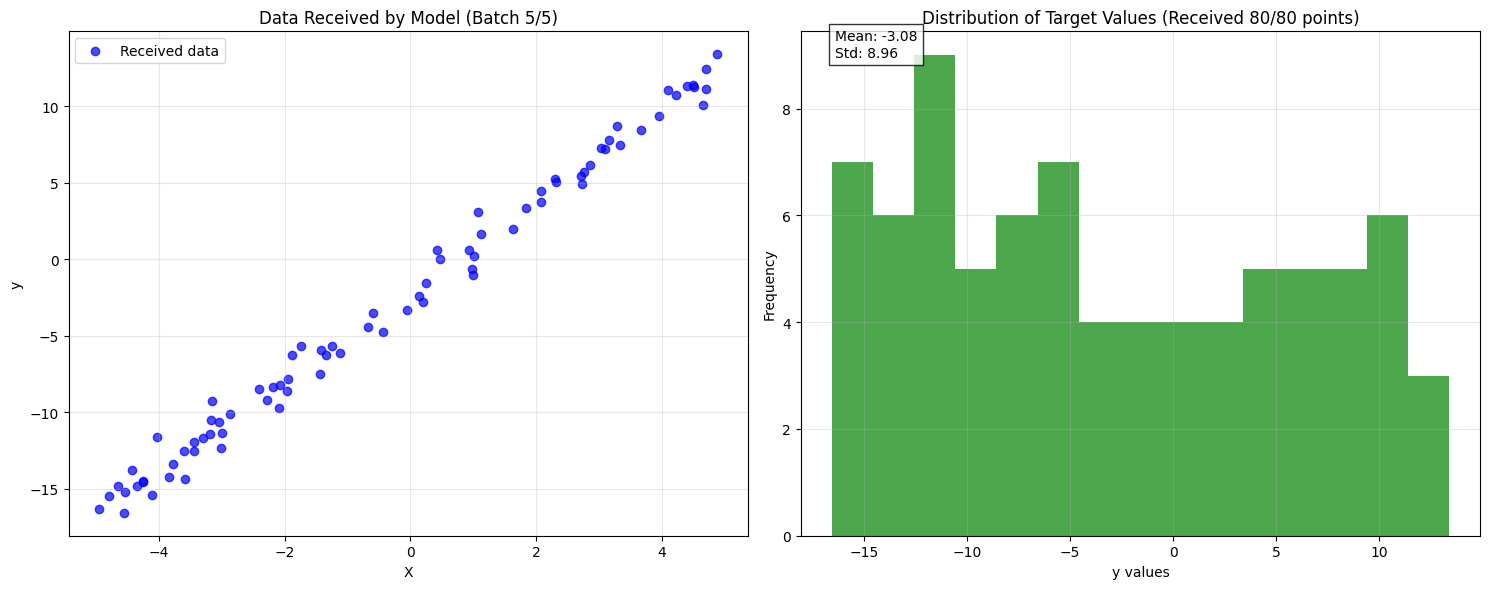 Data Received by Model (Batch 5/5)
Received data
10
5
0
−5
−10
−15
y
−4
−2
0
2
4
X
Distribution of Target Values (Received 80/80 points)
Mean: -3.08
Std: 8.96
8
6
4
2
0
Frequency
−15
−10
−5
0
5
10
y values